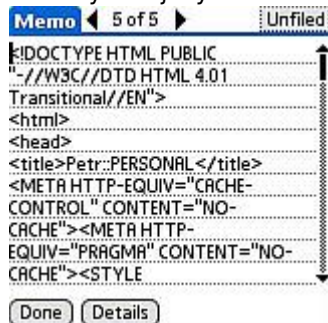 Memo 5 of 5 Unfiled
<!DOCTYPE HTML PUBLIC
"-//W3C//DTD HTML 4.01
Transitional//EN">
<html>
<head>
<title>Petr::PERSONAL</title>
<META HTTP-EQUIV="CACHE-
CONTROL" CONTENT="NO-
CACHE"><META HTTP-
EQUIV="PRAGMA" CONTENT="NO-
CACHE"><STYLE
Done Details